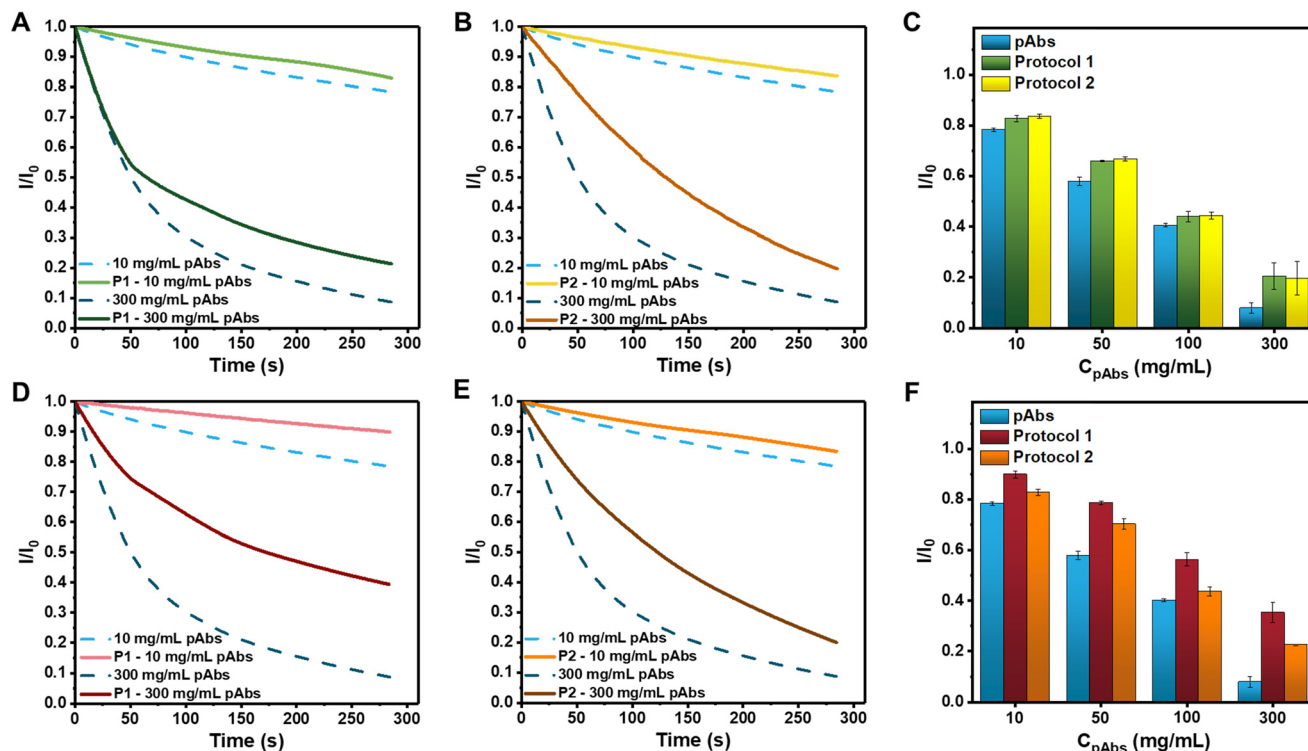 A
I/I0
1.0
0.9
0.8
0.7
0.6
0.5
0.4
0.3
0.2
0.1
0.0
10 mg/mL pAbs
P1 - 10 mg/mL pAbs
300 mg/mL pAbs
P1 - 300 mg/mL pAbs
0 50 100 150 200 250 300
Time (s)
B
I/I0
1.0
0.9
0.8
0.7
0.6
0.5
0.4
0.3
0.2
0.1
0.0
10 mg/mL pAbs
P2 - 10 mg/mL pAbs
300 mg/mL pAbs
P2 - 300 mg/mL pAbs
0 50 100 150 200 250 300
Time (s)
C
pAbs
Protocol 1
Protocol 2
I/I0
1.0
0.8
0.6
0.4
0.2
0.0
10 50 100 300
CpAbs (mg/mL)
D
I/I0
1.0
0.9
0.8
0.7
0.6
0.5
0.4
0.3
0.2
0.1
0.0
10 mg/mL pAbs
P1 - 10 mg/mL pAbs
300 mg/mL pAbs
P1 - 300 mg/mL pAbs
0 50 100 150 200 250 300
Time (s)
E
I/I0
1.0
0.9
0.8
0.7
0.6
0.5
0.4
0.3
0.2
0.1
0.0
10 mg/mL pAbs
P2 - 10 mg/mL pAbs
300 mg/mL pAbs
P2 - 300 mg/mL pAbs
0 50 100 150 200 250 300
Time (s)
F
pAbs
Protocol 1
Protocol 2
I/I0
1.0
0.8
0.6
0.4
0.2
0.0
10 50 100 300
CpAbs (mg/mL)